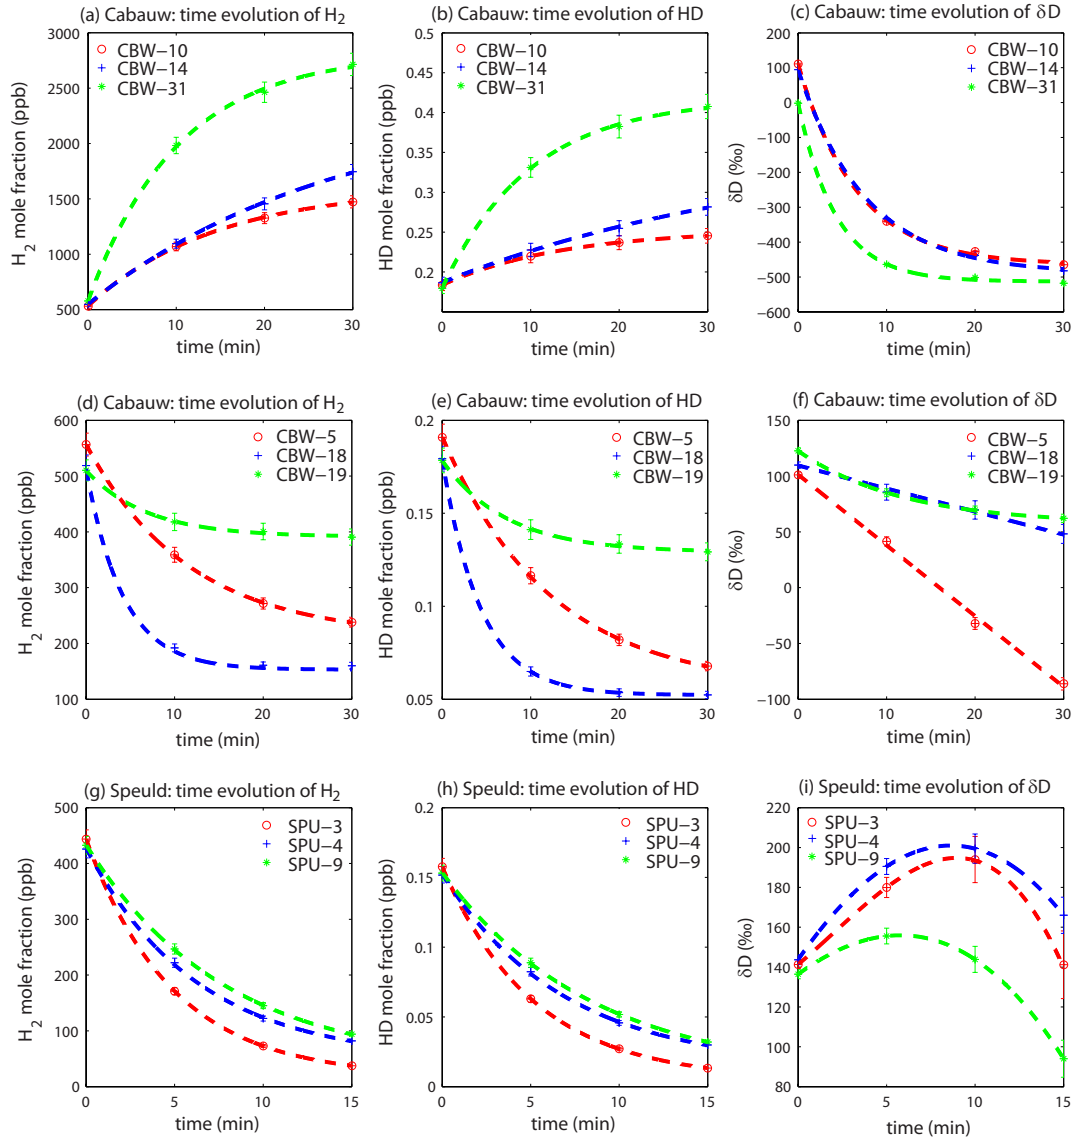 (a) Cabauw: time evolution of H2
(b) Cabauw: time evolution of HD
(c) Cabauw: time evolution of δD
3000
2500
2000
1500
1000
500
0 10 20 30
H2 mole fraction (ppb)
time (min)
CBW−10
CBW−14
CBW−31
0.5
0.45
0.4
0.35
0.3
0.25
0.2
0 10 20 30
HD mole fraction (ppb)
time (min)
CBW−10
CBW−14
CBW−31
200
100
0
−100
−200
−300
−400
−500
−600
0 10 20 30
δD (‰)
time (min)
CBW−10
CBW−14
CBW−31
(d) Cabauw: time evolution of H2
(e) Cabauw: time evolution of HD
(f) Cabauw: time evolution of δD
600
500
400
300
200
100
0 10 20 30
H2 mole fraction (ppb)
time (min)
CBW−5
CBW−18
CBW−19
0.2
0.15
0.1
0.05
0 10 20 30
HD mole fraction (ppb)
time (min)
CBW−5
CBW−18
CBW−19
150
100
50
0
−50
−100
0 10 20 30
δD (‰)
time (min)
CBW−5
CBW−18
CBW−19
(g) Speuld: time evolution of H2
(h) Speuld: time evolution of HD
(i) Speuld: time evolution of δD
500
400
300
200
100
0
0 5 10 15
H2 mole fraction (ppb)
time (min)
SPU−3
SPU−4
SPU−9
0.2
0.15
0.1
0.05
0
0 5 10 15
HD mole fraction (ppb)
time (min)
SPU−3
SPU−4
SPU−9
220
200
180
160
140
120
100
80
0 5 10 15
δD (‰)
time (min)
SPU−3
SPU−4
SPU−9